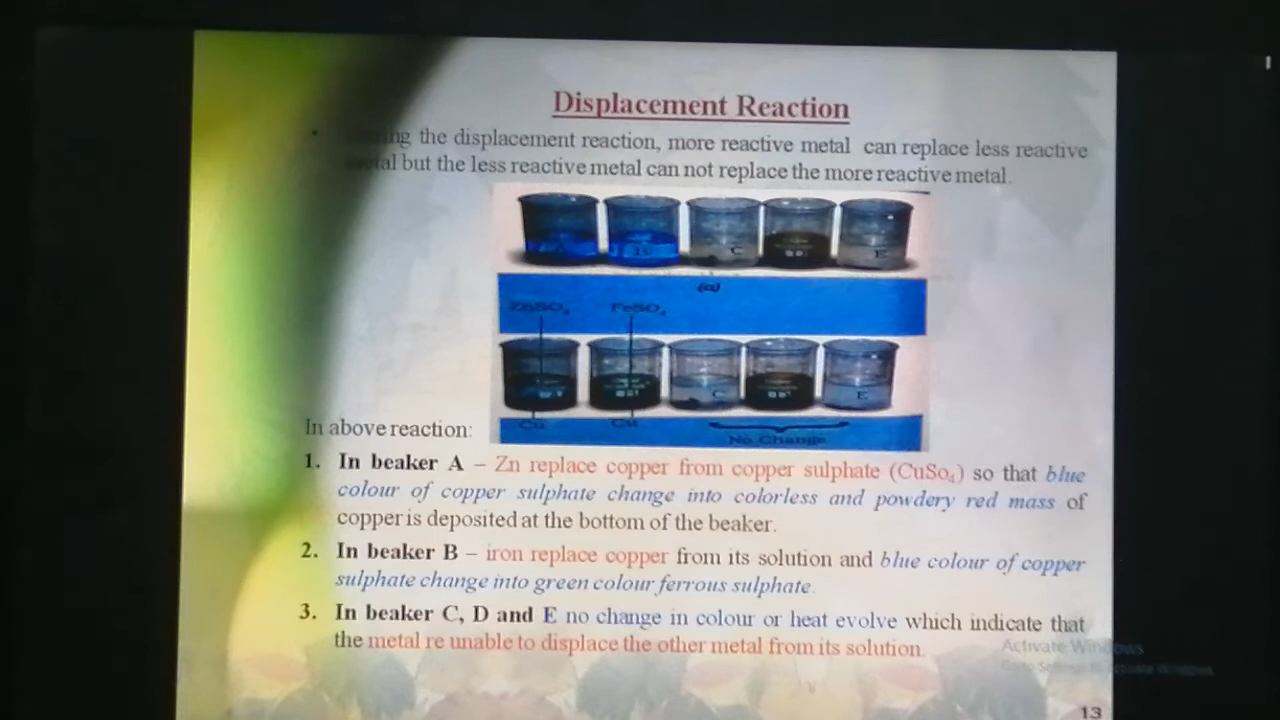 Displacement Reaction
• the displacement reaction, more reactive metal can replace less reactive
but the less reactive metal can not replace the more reactive metal.
A B C D E
(a)
ZnSO4 FeSO4
C E
Cu Cu
No Change
In above reaction:
1. In beaker A – Zn replace copper from copper sulphate (CuSo4) so that blue
colour of copper sulphate change into colorless and powdery red mass of
copper is deposited at the bottom of the beaker.
2. In beaker B – iron replace copper from its solution and blue colour of copper
sulphate change into green colour ferrous sulphate.
3. In beaker C, D and E no change in colour or heat evolve which indicate that
the metal re unable to displace the other metal from its solution.
Activate Windows
13